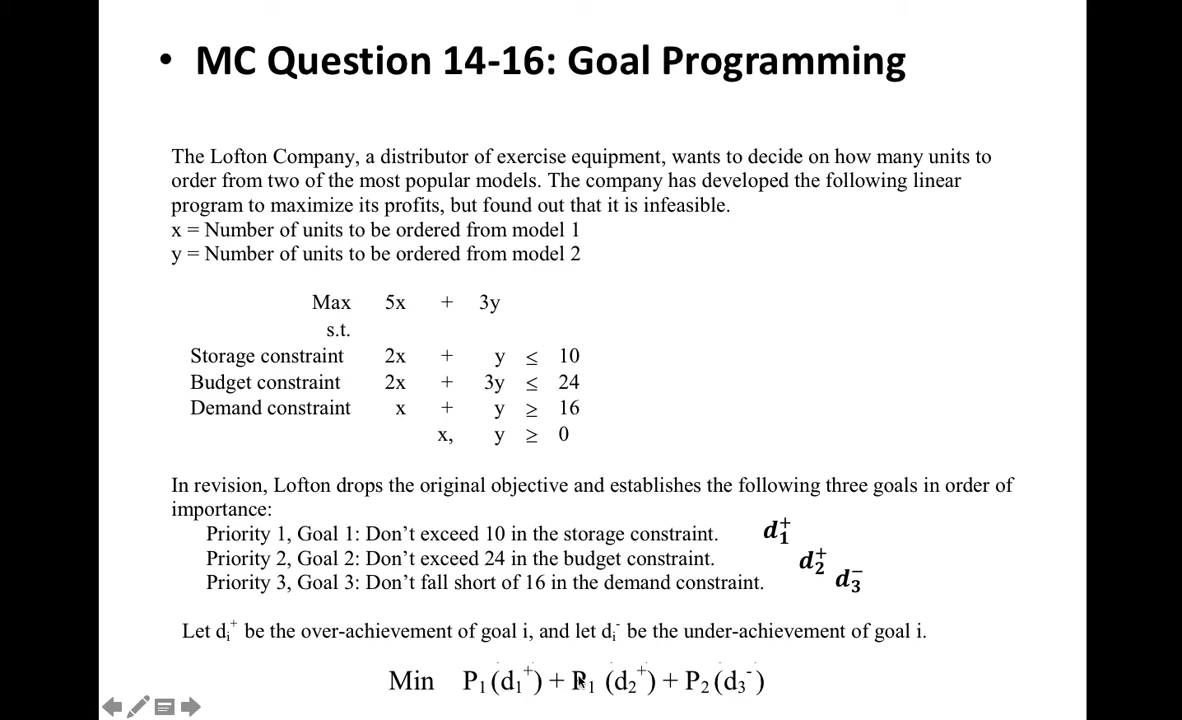 • MC Question 14-16: Goal Programming
The Lofton Company, a distributor of exercise equipment, wants to decide on how many units to
order from two of the most popular models. The company has developed the following linear
program to maximize its profits, but found out that it is infeasible.
x = Number of units to be ordered from model 1
y = Number of units to be ordered from model 2
Max 5x + 3y
s.t.
Storage constraint 2x + y ≤ 10
Budget constraint 2x + 3y ≤ 24
Demand constraint x + y ≥ 16
x, y ≥ 0
In revision, Lofton drops the original objective and establishes the following three goals in order of
importance:
Priority 1, Goal 1: Don’t exceed 10 in the storage constraint. d₁⁺
Priority 2, Goal 2: Don’t exceed 24 in the budget constraint. d₂⁺
Priority 3, Goal 3: Don’t fall short of 16 in the demand constraint. d₃⁻
Let dᵢ⁺ be the over-achievement of goal i, and let dᵢ⁻ be the under-achievement of goal i.
Min P₁(d₁⁺) + P₁ (d₂⁺) + P₂(d₃⁻)